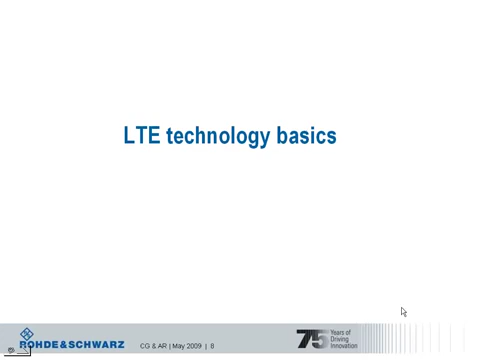 LTE technology basics
ROHDE&SCHWARZ
CG & AR | May 2009 | 8
75 Years of
Driving
Innovation